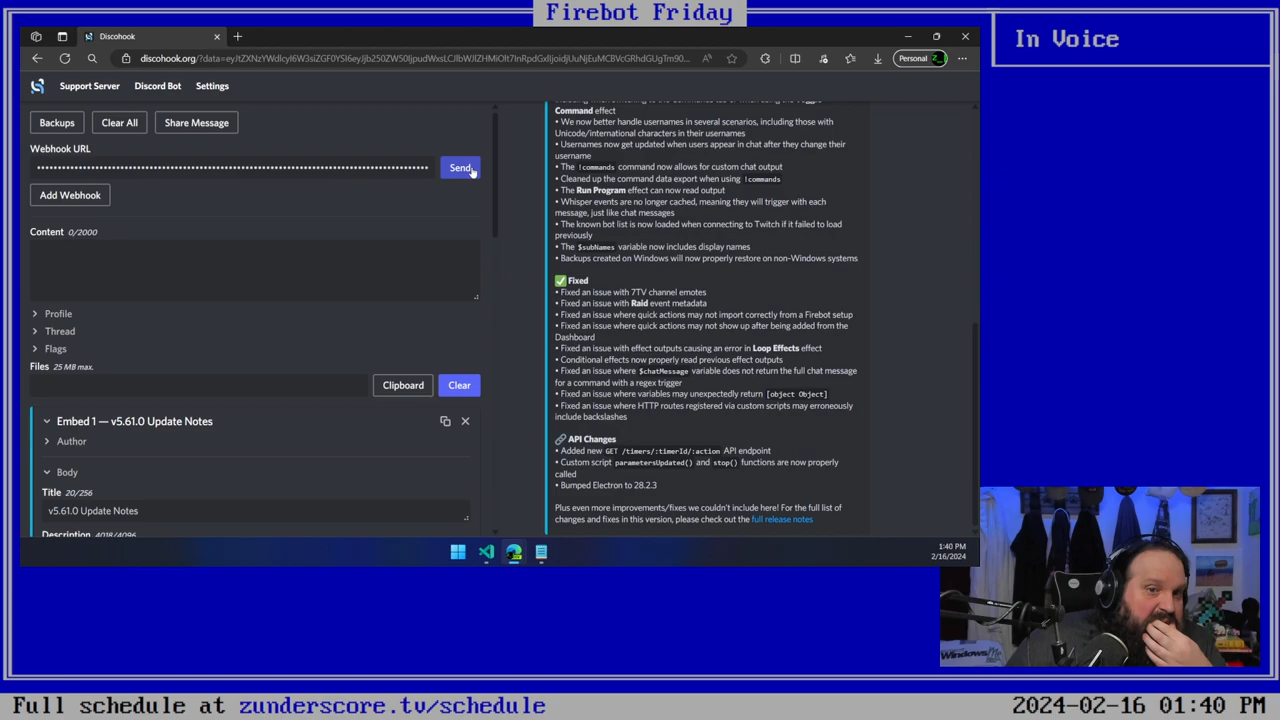 Firebot Friday
In Voice
Discohook
discohook.org/?data=
Personal
Support Server
Discord Bot
Settings
Backups
Clear All
Share Message
Webhook URL
Send
Add Webhook
Content 0/2000
Profile
Thread
Flags
Files 25 MB max.
Clipboard
Clear
Embed 1 — v5.61.0 Update Notes
Author
Body
Title 20/256
v5.61.0 Update Notes
Description 4018/4096
Command effect
• We now better handle usernames in several scenarios, including those with
Unicode/international characters in their usernames
• Usernames now get updated when users appear in chat after they change their
username
• The !commands command now allows for custom chat output
• Cleaned up the command data export when using !commands
• The Run Program effect can now read output
• Whisper events are no longer cached, meaning they will trigger with each
message, just like chat messages
• The known bot list is now loaded when connecting to Twitch if it failed to load
previously
• The $subNames variable now includes display names
• Backups created on Windows will now properly restore on non-Windows systems
✅ Fixed
• Fixed an issue with 7TV channel emotes
• Fixed an issue with Raid event metadata
• Fixed an issue where quick actions may not import correctly from a Firebot setup
• Fixed an issue where quick actions may not show up after being added from the
Dashboard
• Fixed an issue with effect outputs causing an error in Loop Effects effect
• Conditional effects now properly read previous effect outputs
• Fixed an issue where $chatMessage variable does not return the full chat message
for a command with a regex trigger
• Fixed an issue where variables may unexpectedly return [object Object]
• Fixed an issue where HTTP routes registered via custom scripts may erroneously
include backslashes
🔗 API Changes
• Added new GET /timers/:timerId/:action API endpoint
• Custom script parametersUpdated() and stop() functions are now properly
called
• Bumped Electron to 28.2.3
Plus even more improvements/fixes we couldn't include here! For the full list of
changes and fixes in this version, please check out the full release notes
1:40 PM
2/16/2024
Windows
Full schedule at zunderscore.tv/schedule
2024-02-16 01:40 PM